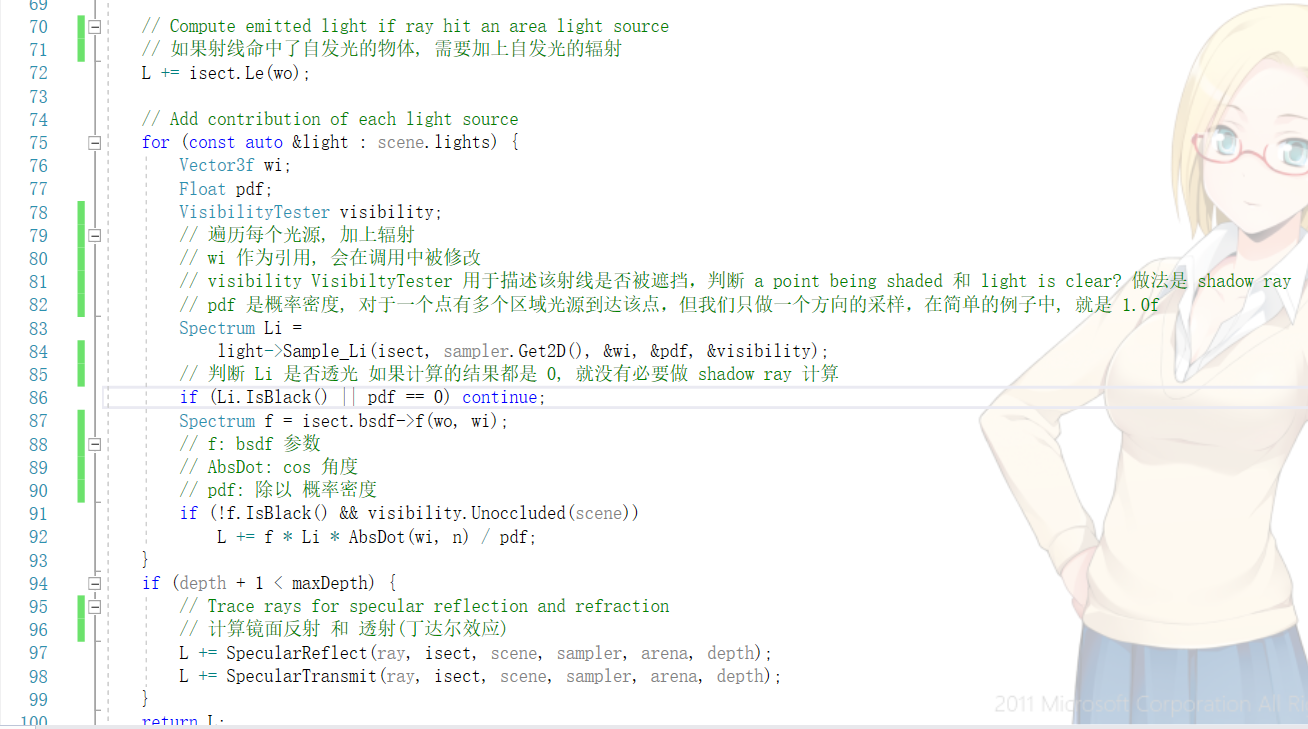 69
70 // Compute emitted light if ray hit an area light source
71 // 如果射线命中了自发光的物体, 需要加上自发光的辐射
72 L += isect.Le(wo);
73
74 // Add contribution of each light source
75 for (const auto &light : scene.lights) {
76 Vector3f wi;
77 Float pdf;
78 VisibilityTester visibility;
79 // 遍历每个光源, 加上辐射
80 // wi 作为引用, 会在调用中被修改
81 // visibility VisibiltyTester 用于描述该射线是否被遮挡，判断 a point being shaded 和 light is clear? 做法是 shadow ray
82 // pdf 是概率密度, 对于一个点有多个区域光源到达该点，但我们只做一个方向的采样，在简单的例子中, 就是 1.0f
83 Spectrum Li =
84 light->Sample_Li(isect, sampler.Get2D(), &wi, &pdf, &visibility);
85 // 判断 Li 是否透光 如果计算的结果都是 0, 就没有必要做 shadow ray 计算
86 if (Li.IsBlack() || pdf == 0) continue;
87 Spectrum f = isect.bsdf->f(wo, wi);
88 // f: bsdf 参数
89 // AbsDot: cos 角度
90 // pdf: 除以 概率密度
91 if (!f.IsBlack() && visibility.Unoccluded(scene))
92 L += f * Li * AbsDot(wi, n) / pdf;
93 }
94 if (depth + 1 < maxDepth) {
95 // Trace rays for specular reflection and refraction
96 // 计算镜面反射 和 透射(丁达尔效应)
97 L += SpecularReflect(ray, isect, scene, sampler, arena, depth);
98 L += SpecularTransmit(ray, isect, scene, sampler, arena, depth);
99 }
100 return L;
2011 Microsoft Corporation All Ri